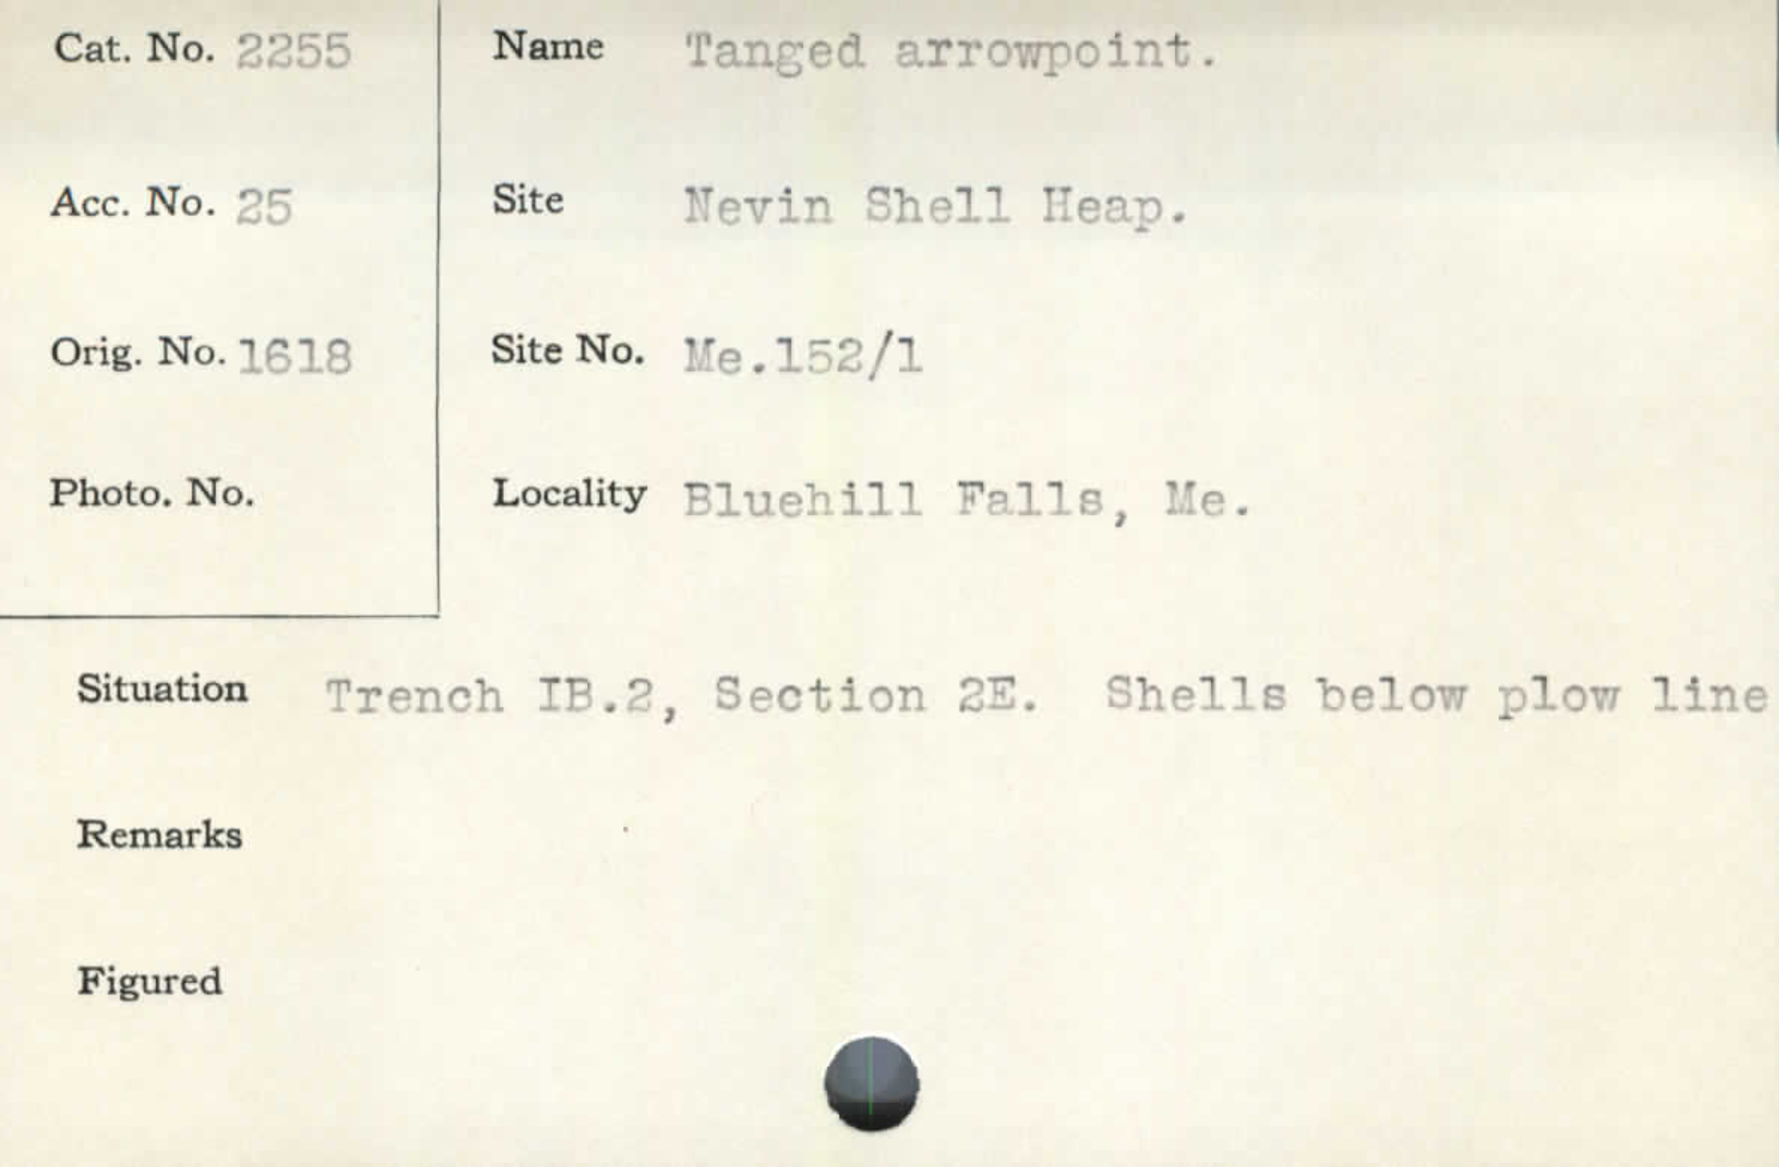 Cat. No. 2255
Acc. No. 25
Orig. No. 1618
Photo. No.
Name Tanged arrowpoint.
Site Nevin Shell Heap.
Site No. Me.152/1
Locality Bluehill Falls, Me.
Situation Trench IB.2, Section 2E. Shells below plow line
Remarks
Figured